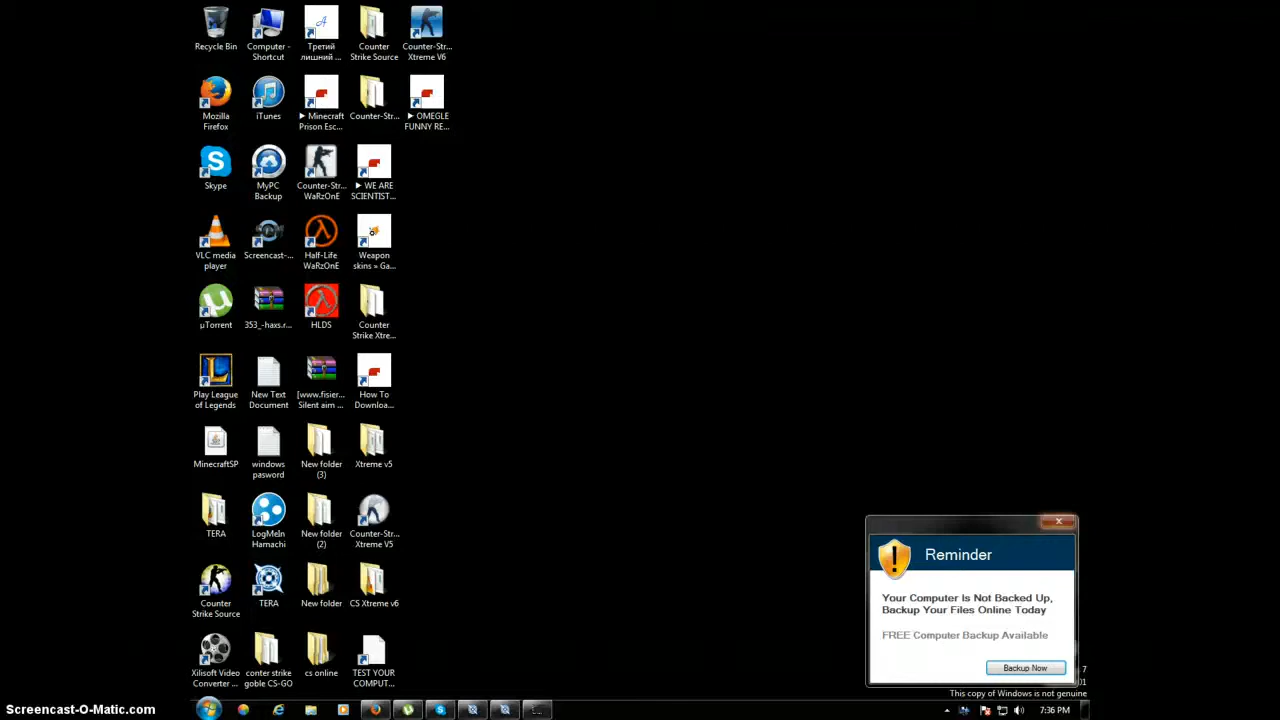 Recycle Bin
Computer -
Shortcut
Третий
лишний ...
Counter
Strike Source
Counter-Str...
Xtreme V6
Mozilla
Firefox
iTunes
► Minecraft
Prison Esc...
Counter-Str...
► OMEGLE
FUNNY RE...
Skype
MyPC
Backup
Counter-Str...
WaRzOnE
► WE ARE
SCIENTIST...
VLC media
player
Screencast-...
Half-Life
WaRzOnE
Weapon
skins » Ga...
µTorrent
353_-haxs.r...
HLDS
Counter
Strike Xtre...
Play League
of Legends
New Text
Document
[www.fisier...
Silent aim ...
How To
Downloa...
MinecraftSP
windows
pasword
New folder
(3)
Xtreme v5
TERA
LogMeIn
Hamachi
New folder
(2)
Counter-Str...
Xtreme V5
Counter
Strike Source
TERA
New folder
CS Xtreme v6
Xilisoft Video
Converter ...
conter strike
goble CS-GO
cs online
TEST YOUR
COMPUT...
Reminder
Your Computer Is Not Backed Up,
Backup Your Files Online Today
FREE Computer Backup Available
Backup Now
7
01
This copy of Windows is not genuine
7:36 PM
Screencast-O-Matic.com